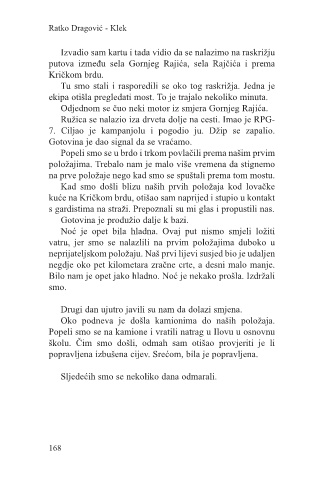 Ratko Dragović - Klek
Izvadio sam kartu i tada vidio da se nalazimo na raskrižju
putova između sela Gornjeg Rajića, sela Rajčića i prema
Kričkom brdu.
Tu smo stali i rasporedili se oko tog raskrižja. Jedna je
ekipa otišla pregledati most. To je trajalo nekoliko minuta.
Odjednom se čuo neki motor iz smjera Gornjeg Rajića.
Ružica se nalazio iza drveta dolje na cesti. Imao je RPG-
7. Ciljao je kampanjolu i pogodio ju. Džip se zapalio.
Gotovina je dao signal da se vraćamo.
Popeli smo se u brdo i trkom povlačili prema našim prvim
položajima. Trebalo nam je malo više vremena da stignemo
na prve položaje nego kad smo se spuštali prema tom mostu.
Kad smo došli blizu naših prvih položaja kod lovačke
kuće na Kričkom brdu, otišao sam naprijed i stupio u kontakt
s gardistima na straži. Prepoznali su mi glas i propustili nas.
Gotovina je produžio dalje k bazi.
Noć je opet bila hladna. Ovaj put nismo smjeli ložiti
vatru, jer smo se nalazlili na prvim položajima duboko u
neprijateljskom položaju. Naš prvi lijevi susjed bio je udaljen
negdje oko pet kilometara zračne crte, a desni malo manje.
Bilo nam je opet jako hladno. Noć je nekako prošla. Izdržali
smo.
Drugi dan ujutro javili su nam da dolazi smjena.
Oko podneva je došla kamionima do naših položaja.
Popeli smo se na kamione i vratili natrag u Ilovu u osnovnu
školu. Čim smo došli, odmah sam otišao provjeriti je li
popravljena izbušena cijev. Srećom, bila je popravljena.
Sljedećih smo se nekoliko dana odmarali.
168